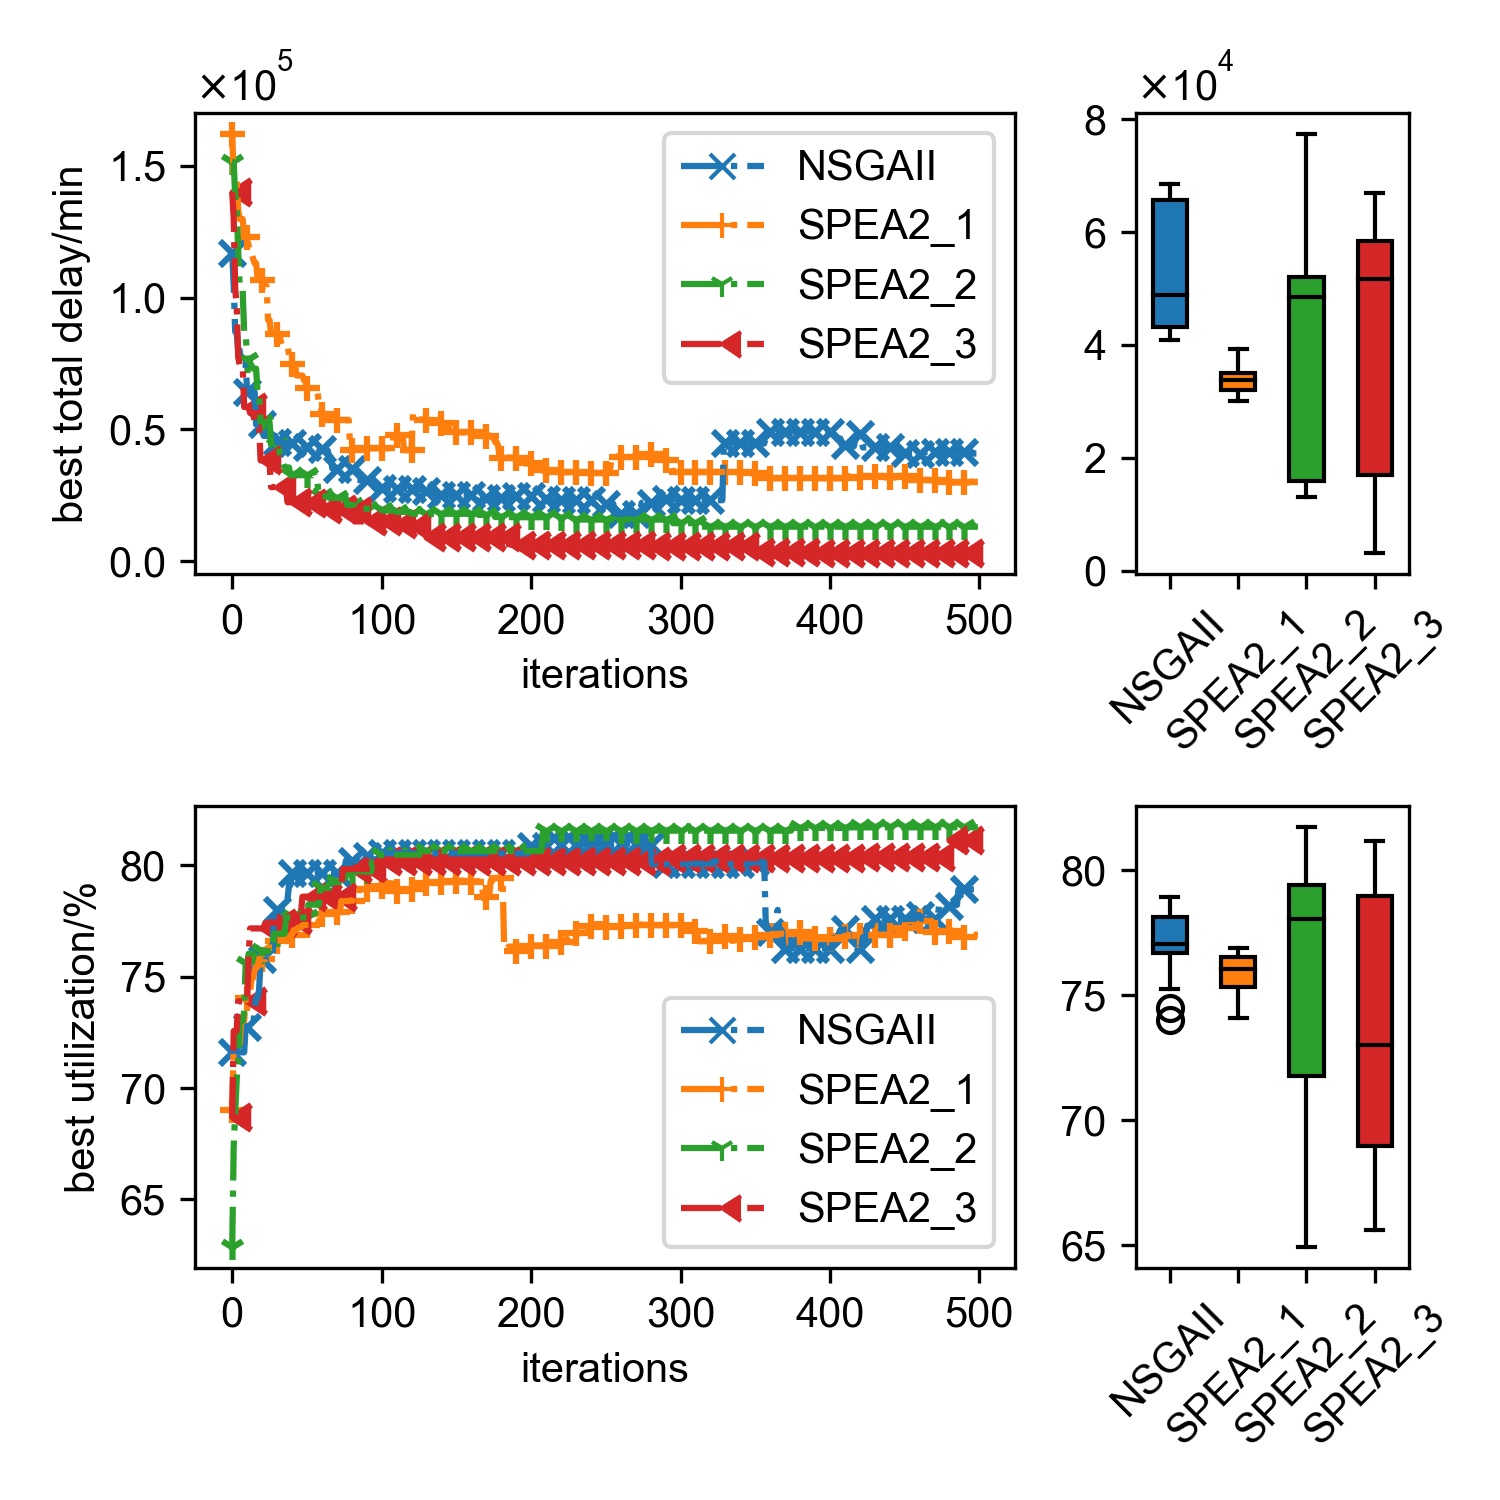 ×10^5
best total delay/min
1.5
1.0
0.5
0.0
0 100 200 300 400 500
iterations
NSGAII
SPEA2_1
SPEA2_2
SPEA2_3
×10^4
8
6
4
2
0
NSGAII
SPEA2_1
SPEA2_2
SPEA2_3
best utilization/%
80
75
70
65
0 100 200 300 400 500
iterations
NSGAII
SPEA2_1
SPEA2_2
SPEA2_3
80
75
70
65
NSGAII
SPEA2_1
SPEA2_2
SPEA2_3